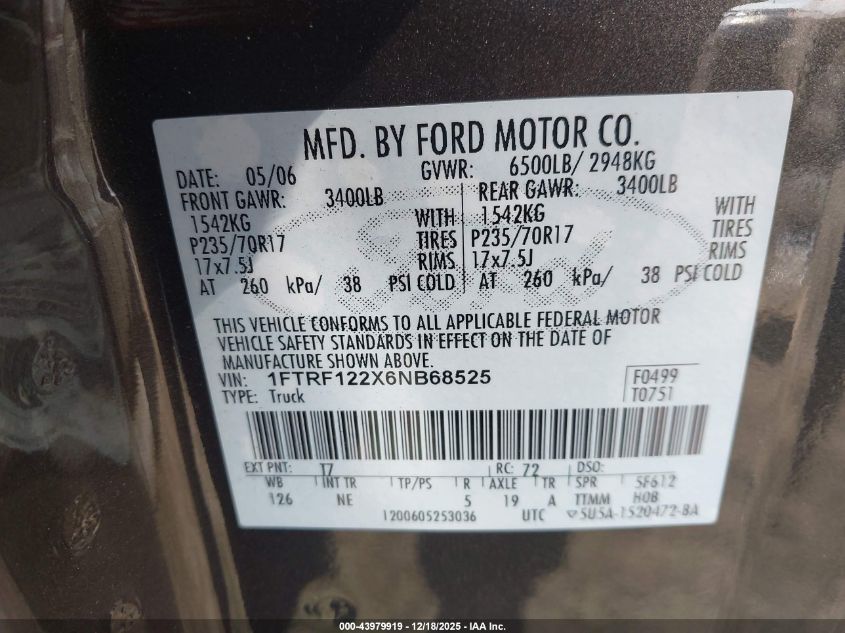 MFD. BY FORD MOTOR CO.
DATE: 05/06 GVWR: 6500LB/ 2948KG
FRONT GAWR: 3400LB REAR GAWR: 3400LB
1542KG WITH 1542KG WITH
P235/70R17 TIRES P235/70R17 TIRES
17x7.5J RIMS 17x7.5J RIMS
AT 260 kPa/ 38 PSI COLD AT 260 kPa/ 38 PSI COLD
THIS VEHICLE CONFORMS TO ALL APPLICABLE FEDERAL MOTOR
VEHICLE SAFETY STANDARDS IN EFFECT ON THE DATE OF
MANUFACTURE SHOWN ABOVE.
VIN: 1FTRF122X6NB68525 F0499
TYPE: Truck T0751
EXT PNT: T7 RC: 72 DSO:
WB INT TR TP/PS R AXLE TR SPR 5F612
126 NE 5 19 A TTMM HOB
1200605253036 UTC 5U5A-1520472-BA
000-43979919 – 12/18/2025 – IAA Inc.